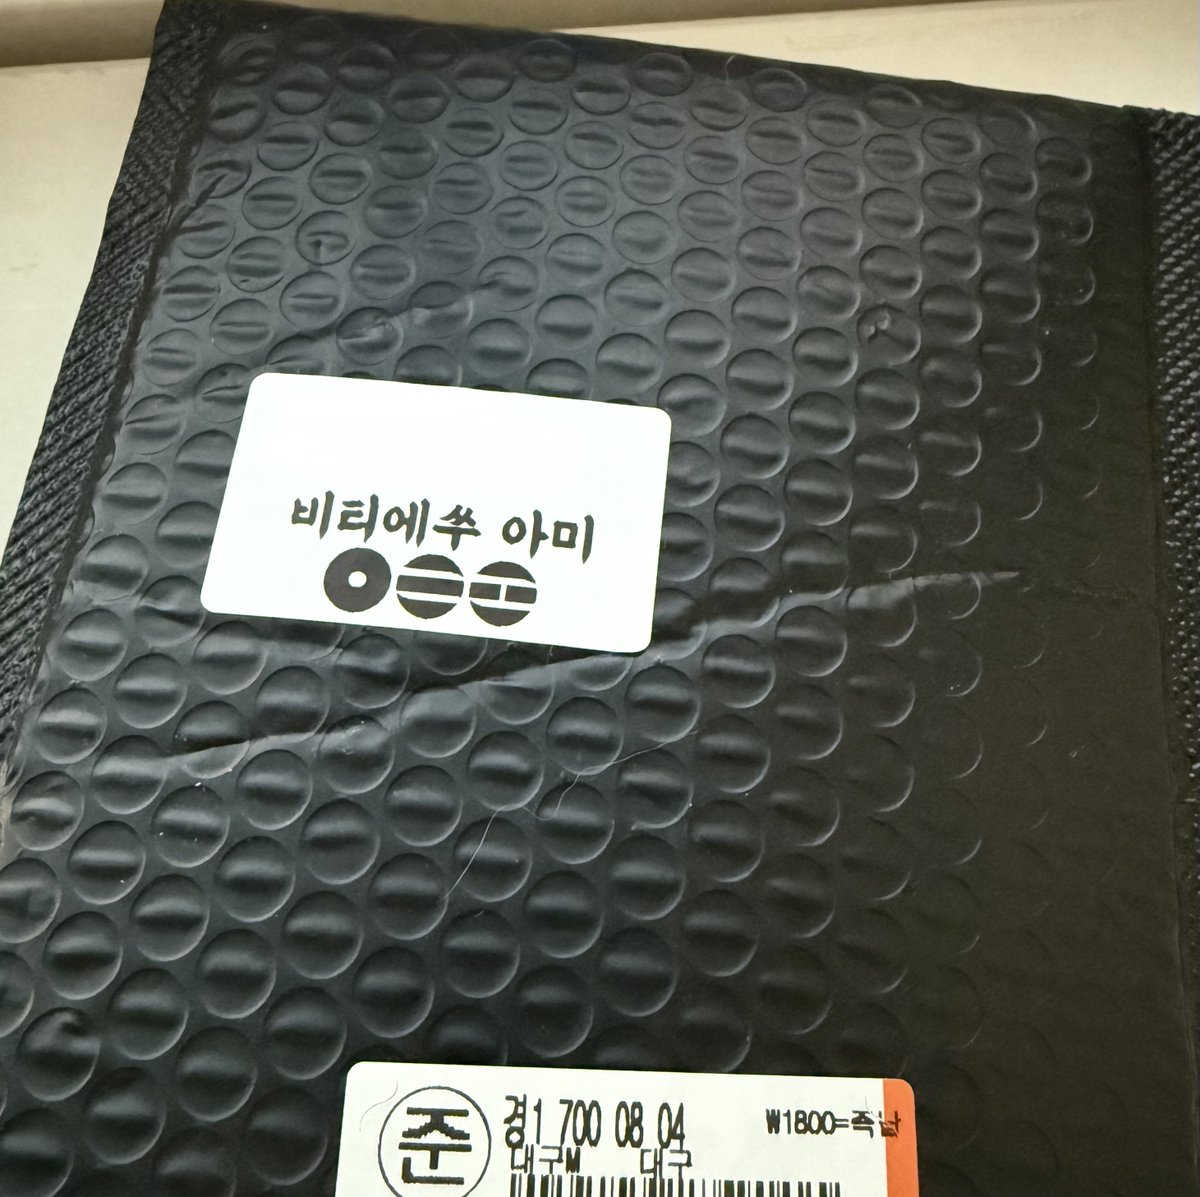 비티에쑤 아미
준
경1 700 08 04
₩1800=즉납
대구M 대구